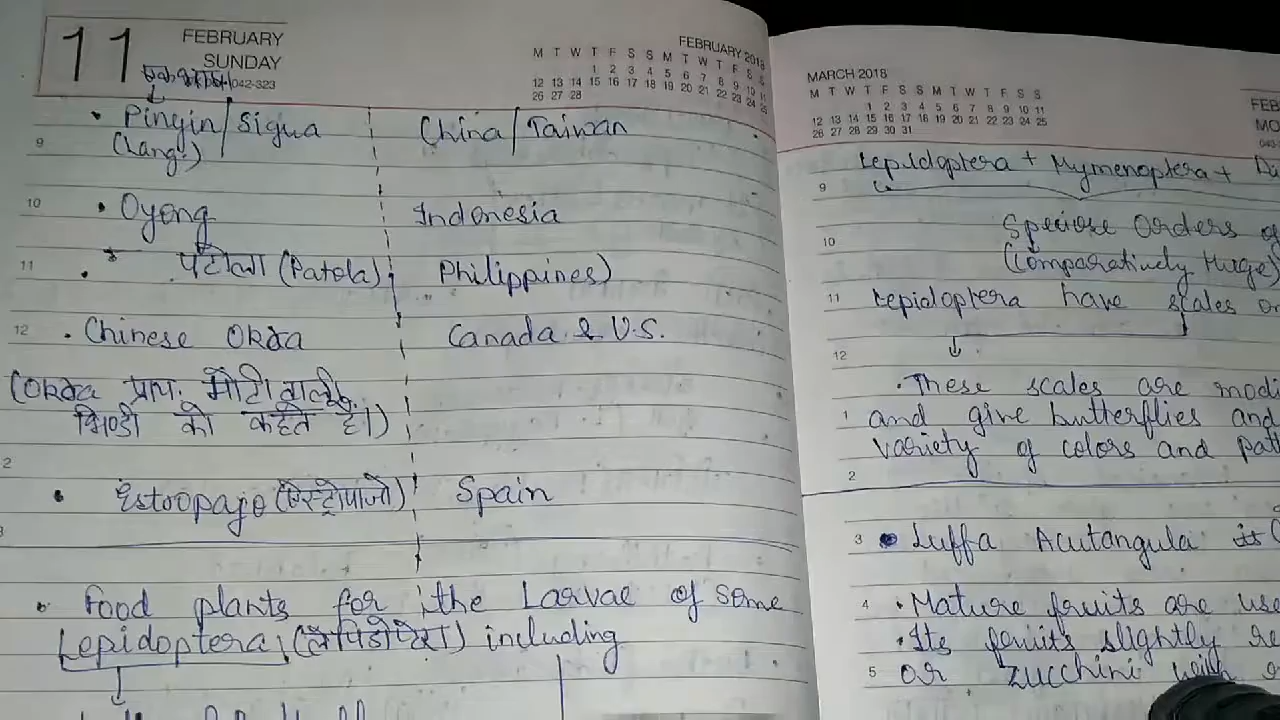 11
FEBRUARY
SUNDAY
042-323
FEBRUARY 2018
M T W T F S S M T W T F S S
1 2 3 4 5 6 7 8 9 10 11
12 13 14 15 16 17 18 19 20 21 22 23 24 25
26 27 28
• Pingin/Sigua China/Taiwan
(Lang.)
9
10 • Oyong Indonesia
11 • पटोला (Patola) Philippines)
12 • Chinese Okra Canada & U.S.
(Okra प्रायः मोटी वाली
1 भिण्डी को कहते है।)
2
• Estropajo (ऐस्ट्रोपाजो) Spain
3
• Food plants for the Larvae of some
Lepidoptera (लैपिडोप्टेरा) including
MARCH 2018
M T W T F S S M T W T F S S
1 2 3 4 5 6 7 8 9 10 11
12 13 14 15 16 17 18 19 20 21 22 23 24 25
26 27 28 29 30 31
FEB
MO
Lepidoptera + Hymenoptera +
9
Speciose Orders of
10
(Comparatively Huge)
11 Lepidoptera have scales
12
• These scales are
1 and give butterflies and
variety of colors and
2
3 • Luffa Acutangula
4 • Mature fruits are
• Its fruits slightly
5 or zucchini with